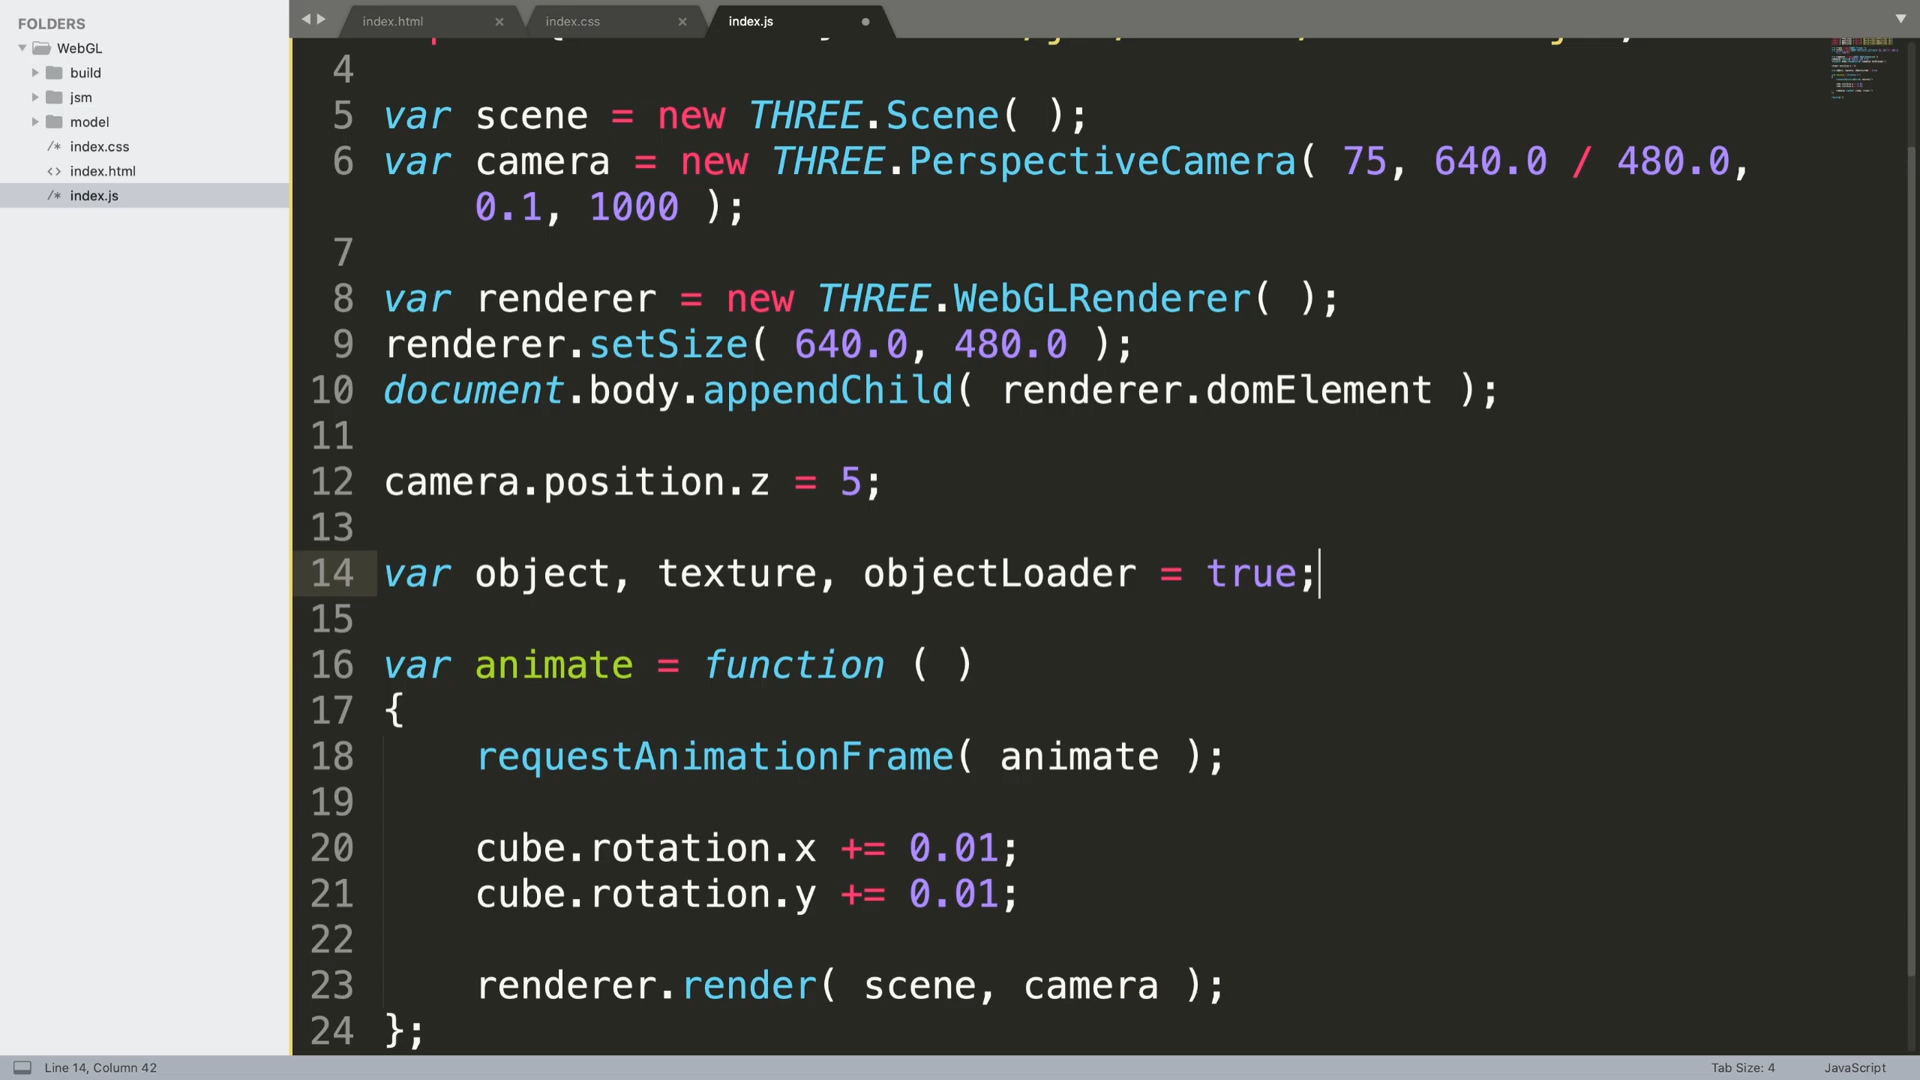 FOLDERS
WebGL
build
jsm
model
/* index.css
<> index.html
/* index.js
index.html ×
index.css ×
index.js
4
5 var scene = new THREE.Scene( );
6 var camera = new THREE.PerspectiveCamera( 75, 640.0 / 480.0,
0.1, 1000 );
7
8 var renderer = new THREE.WebGLRenderer( );
9 renderer.setSize( 640.0, 480.0 );
10 document.body.appendChild( renderer.domElement );
11
12 camera.position.z = 5;
13
14 var object, texture, objectLoader = true;
15
16 var animate = function ( )
17 {
18 requestAnimationFrame( animate );
19
20 cube.rotation.x += 0.01;
21 cube.rotation.y += 0.01;
22
23 renderer.render( scene, camera );
24 };
Line 14, Column 42
Tab Size: 4
JavaScript